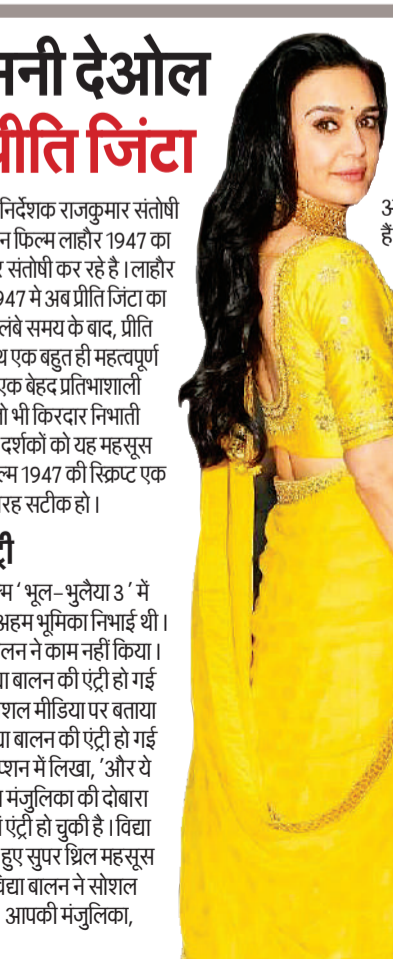 सनी देओल
प्रीति जिंटा
निर्देशक राजकुमार संतोषी
न फिल्म लाहौर 1947 का
र संतोषी कर रहे है । लाहौर
947 मे अब प्रीति जिंटा का
लंबे समय के बाद, प्रीति
थ एक बहुत ही महत्वपूर्ण
एक बेहद प्रतिभाशाली
जो भी किरदार निभाती
दर्शकों को यह महसूस
ल्म 1947 की स्क्रिप्ट एक
तरह सटीक हो ।
अ
हैं
ट्री
ल्म ‘ भूल-भुलैया 3 ’ में
अहम भूमिका निभाई थी ।
ालन ने काम नहीं किया ।
ा बालन की एंट्री हो गई
शल मीडिया पर बताया
ा बालन की एंट्री हो गई
प्शन में लिखा, ’और ये
मंजुलिका की दोबारा
एंट्री हो चुकी है । विद्या
हुए सुपर थ्रिल महसूस
विद्या बालन ने सोशल
आपकी मंजुलिका,